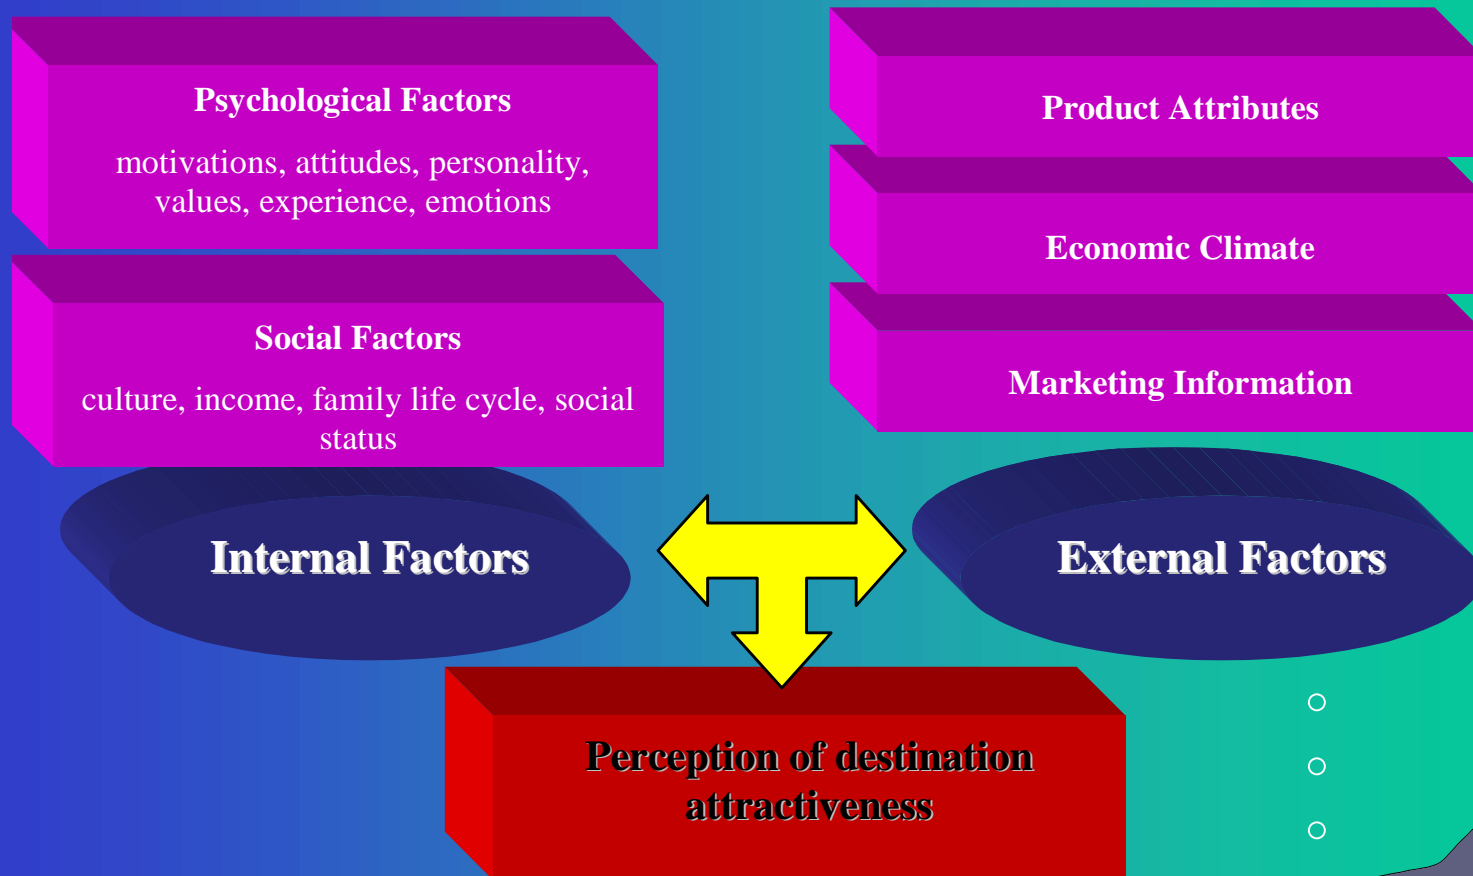 Psychological Factors
motivations, attitudes, personality,
values, experience, emotions
Social Factors
culture, income, family life cycle, social
status
Product Attributes
Economic Climate
Marketing Information
Internal Factors
External Factors
Perception of destination
attractiveness